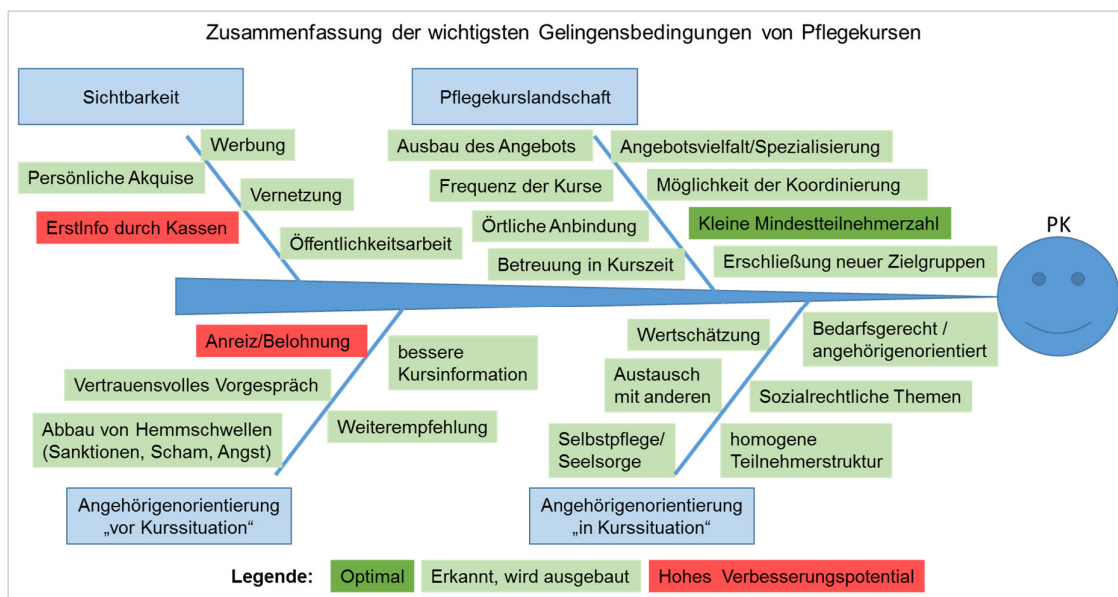 Zusammenfassung der wichtigsten Gelingensbedingungen von Pflegekursen
Sichtbarkeit
Werbung
Persönliche Akquise
Vernetzung
ErstInfo durch Kassen
Öffentlichkeitsarbeit
Pflegekurslandschaft
Ausbau des Angebots
Angebotsvielfalt/Spezialisierung
Frequenz der Kurse
Möglichkeit der Koordinierung
Örtliche Anbindung
Kleine Mindestteilnehmerzahl
Betreuung in Kurszeit
Erschließung neuer Zielgruppen
PK
Anreiz/Belohnung
bessere
Kursinformation
Vertrauensvolles Vorgespräch
Weiterempfehlung
Abbau von Hemmschwellen
(Sanktionen, Scham, Angst)
Angehörigenorientierung
„vor Kurssituation“
Wertschätzung
Bedarfsgerecht /
angehörigenorientiert
Austausch
mit anderen
Sozialrechtliche Themen
Selbstpflege/
Seelsorge
homogene
Teilnehmerstruktur
Angehörigenorientierung
„in Kurssituation“
Legende:
Optimal
Erkannt, wird ausgebaut
Hohes Verbesserungspotential